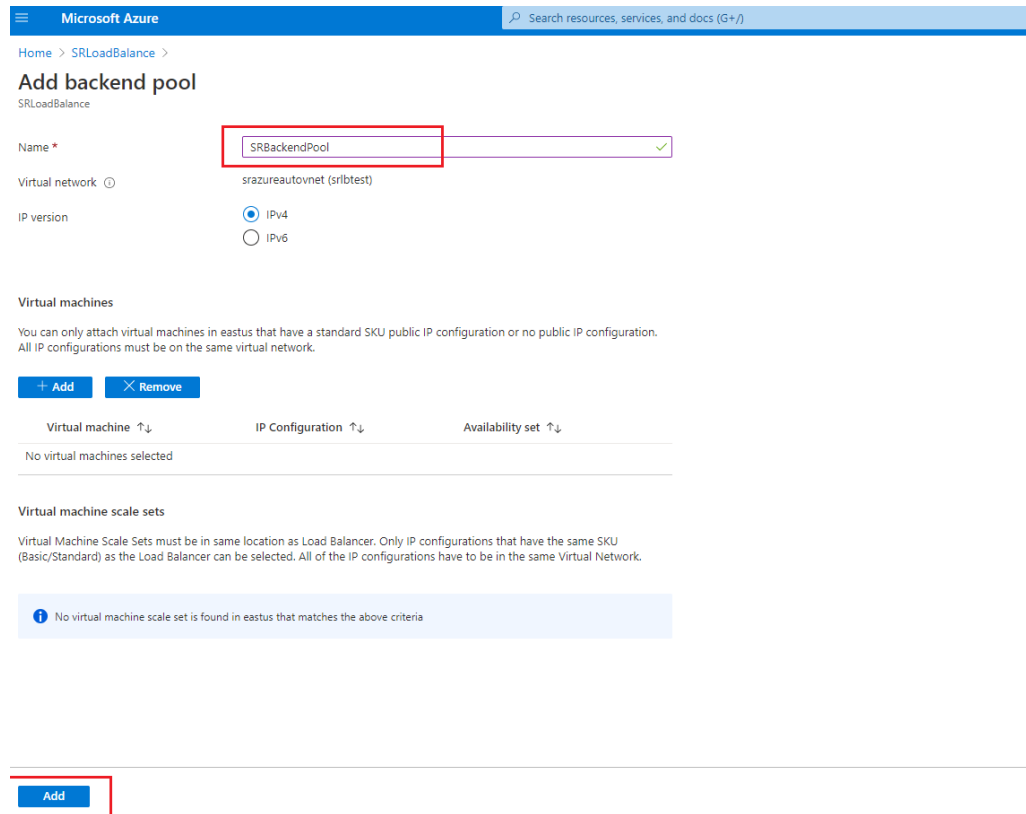 Microsoft Azure
Search resources, services, and docs (G+/)
Home > SRLoadBalance >
Add backend pool
SRLoadBalance
Name *
SRBackendPool
Virtual network
srazureautovnet (srlbtest)
IP version
IPv4
IPv6
Virtual machines
You can only attach virtual machines in eastus that have a standard SKU public IP configuration or no public IP configuration.
All IP configurations must be on the same virtual network.
+ Add
× Remove
Virtual machine ↑↓ IP Configuration ↑↓ Availability set ↑↓
No virtual machines selected
Virtual machine scale sets
Virtual Machine Scale Sets must be in same location as Load Balancer. Only IP configurations that have the same SKU
(Basic/Standard) as the Load Balancer can be selected. All of the IP configurations have to be in the same Virtual Network.
No virtual machine scale set is found in eastus that matches the above criteria
Add